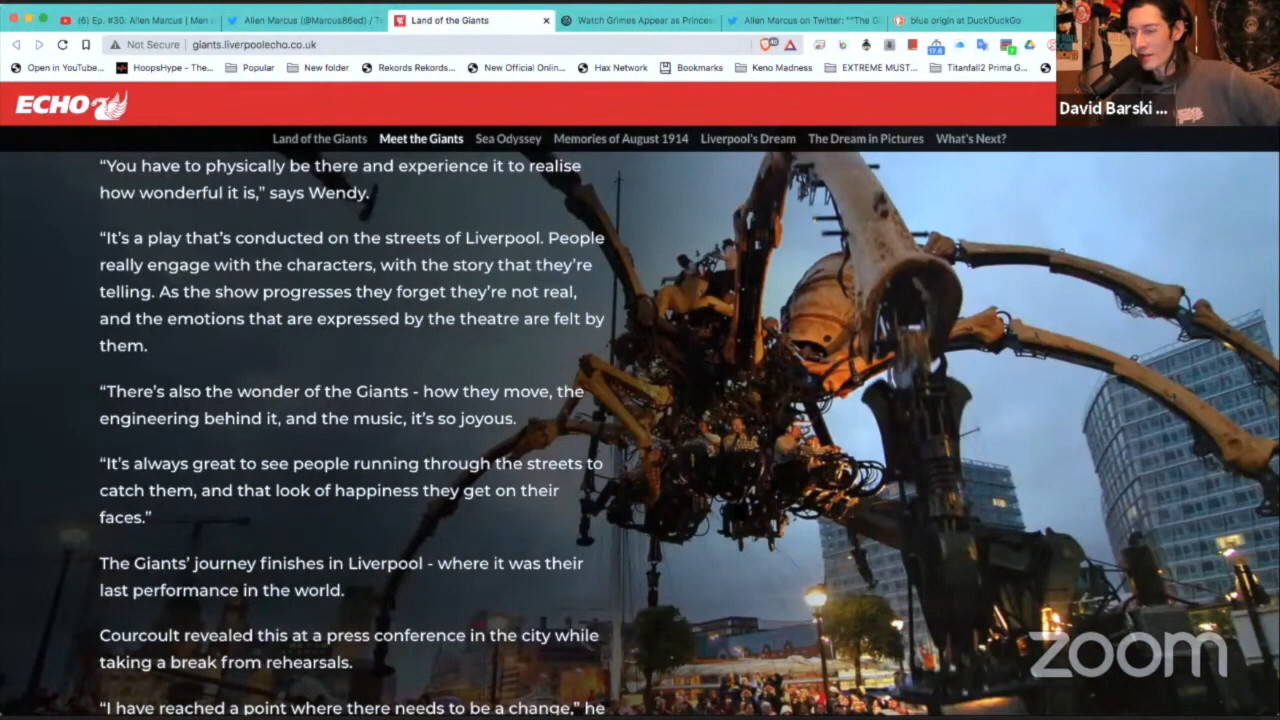 (6) Ep. #30: Allen Marcus | Men
Allen Marcus (@Marcus86ed) / Tw
Land of the Giants
Watch Grimes Appear as Princes
Allen Marcus on Twitter: ""The G
blue origin at DuckDuckGo
Not Secure
giants.liverpoolecho.co.uk
Open in YouTube...
HoopsHype - The...
Popular
New folder
Rekords Rekords...
New Official Onlin...
Hax Network
Bookmarks
Keno Madness
EXTREME MUST...
Titanfall2 Prima G...
David Barski ...
ECHO
Land of the Giants
Meet the Giants
Sea Odyssey
Memories of August 1914
Liverpool's Dream
The Dream in Pictures
What's Next?
“You have to physically be there and experience it to realise
how wonderful it is,” says Wendy.
“It’s a play that’s conducted on the streets of Liverpool. People
really engage with the characters, with the story that they’re
telling. As the show progresses they forget they’re not real,
and the emotions that are expressed by the theatre are felt by
them.
“There’s also the wonder of the Giants - how they move, the
engineering behind it, and the music, it’s so joyous.
“It’s always great to see people running through the streets to
catch them, and that look of happiness they get on their
faces.”
The Giants’ journey finishes in Liverpool - where it was their
last performance in the world.
Courcoult revealed this at a press conference in the city while
taking a break from rehearsals.
“I have reached a point where there needs to be a change,” he
zoom